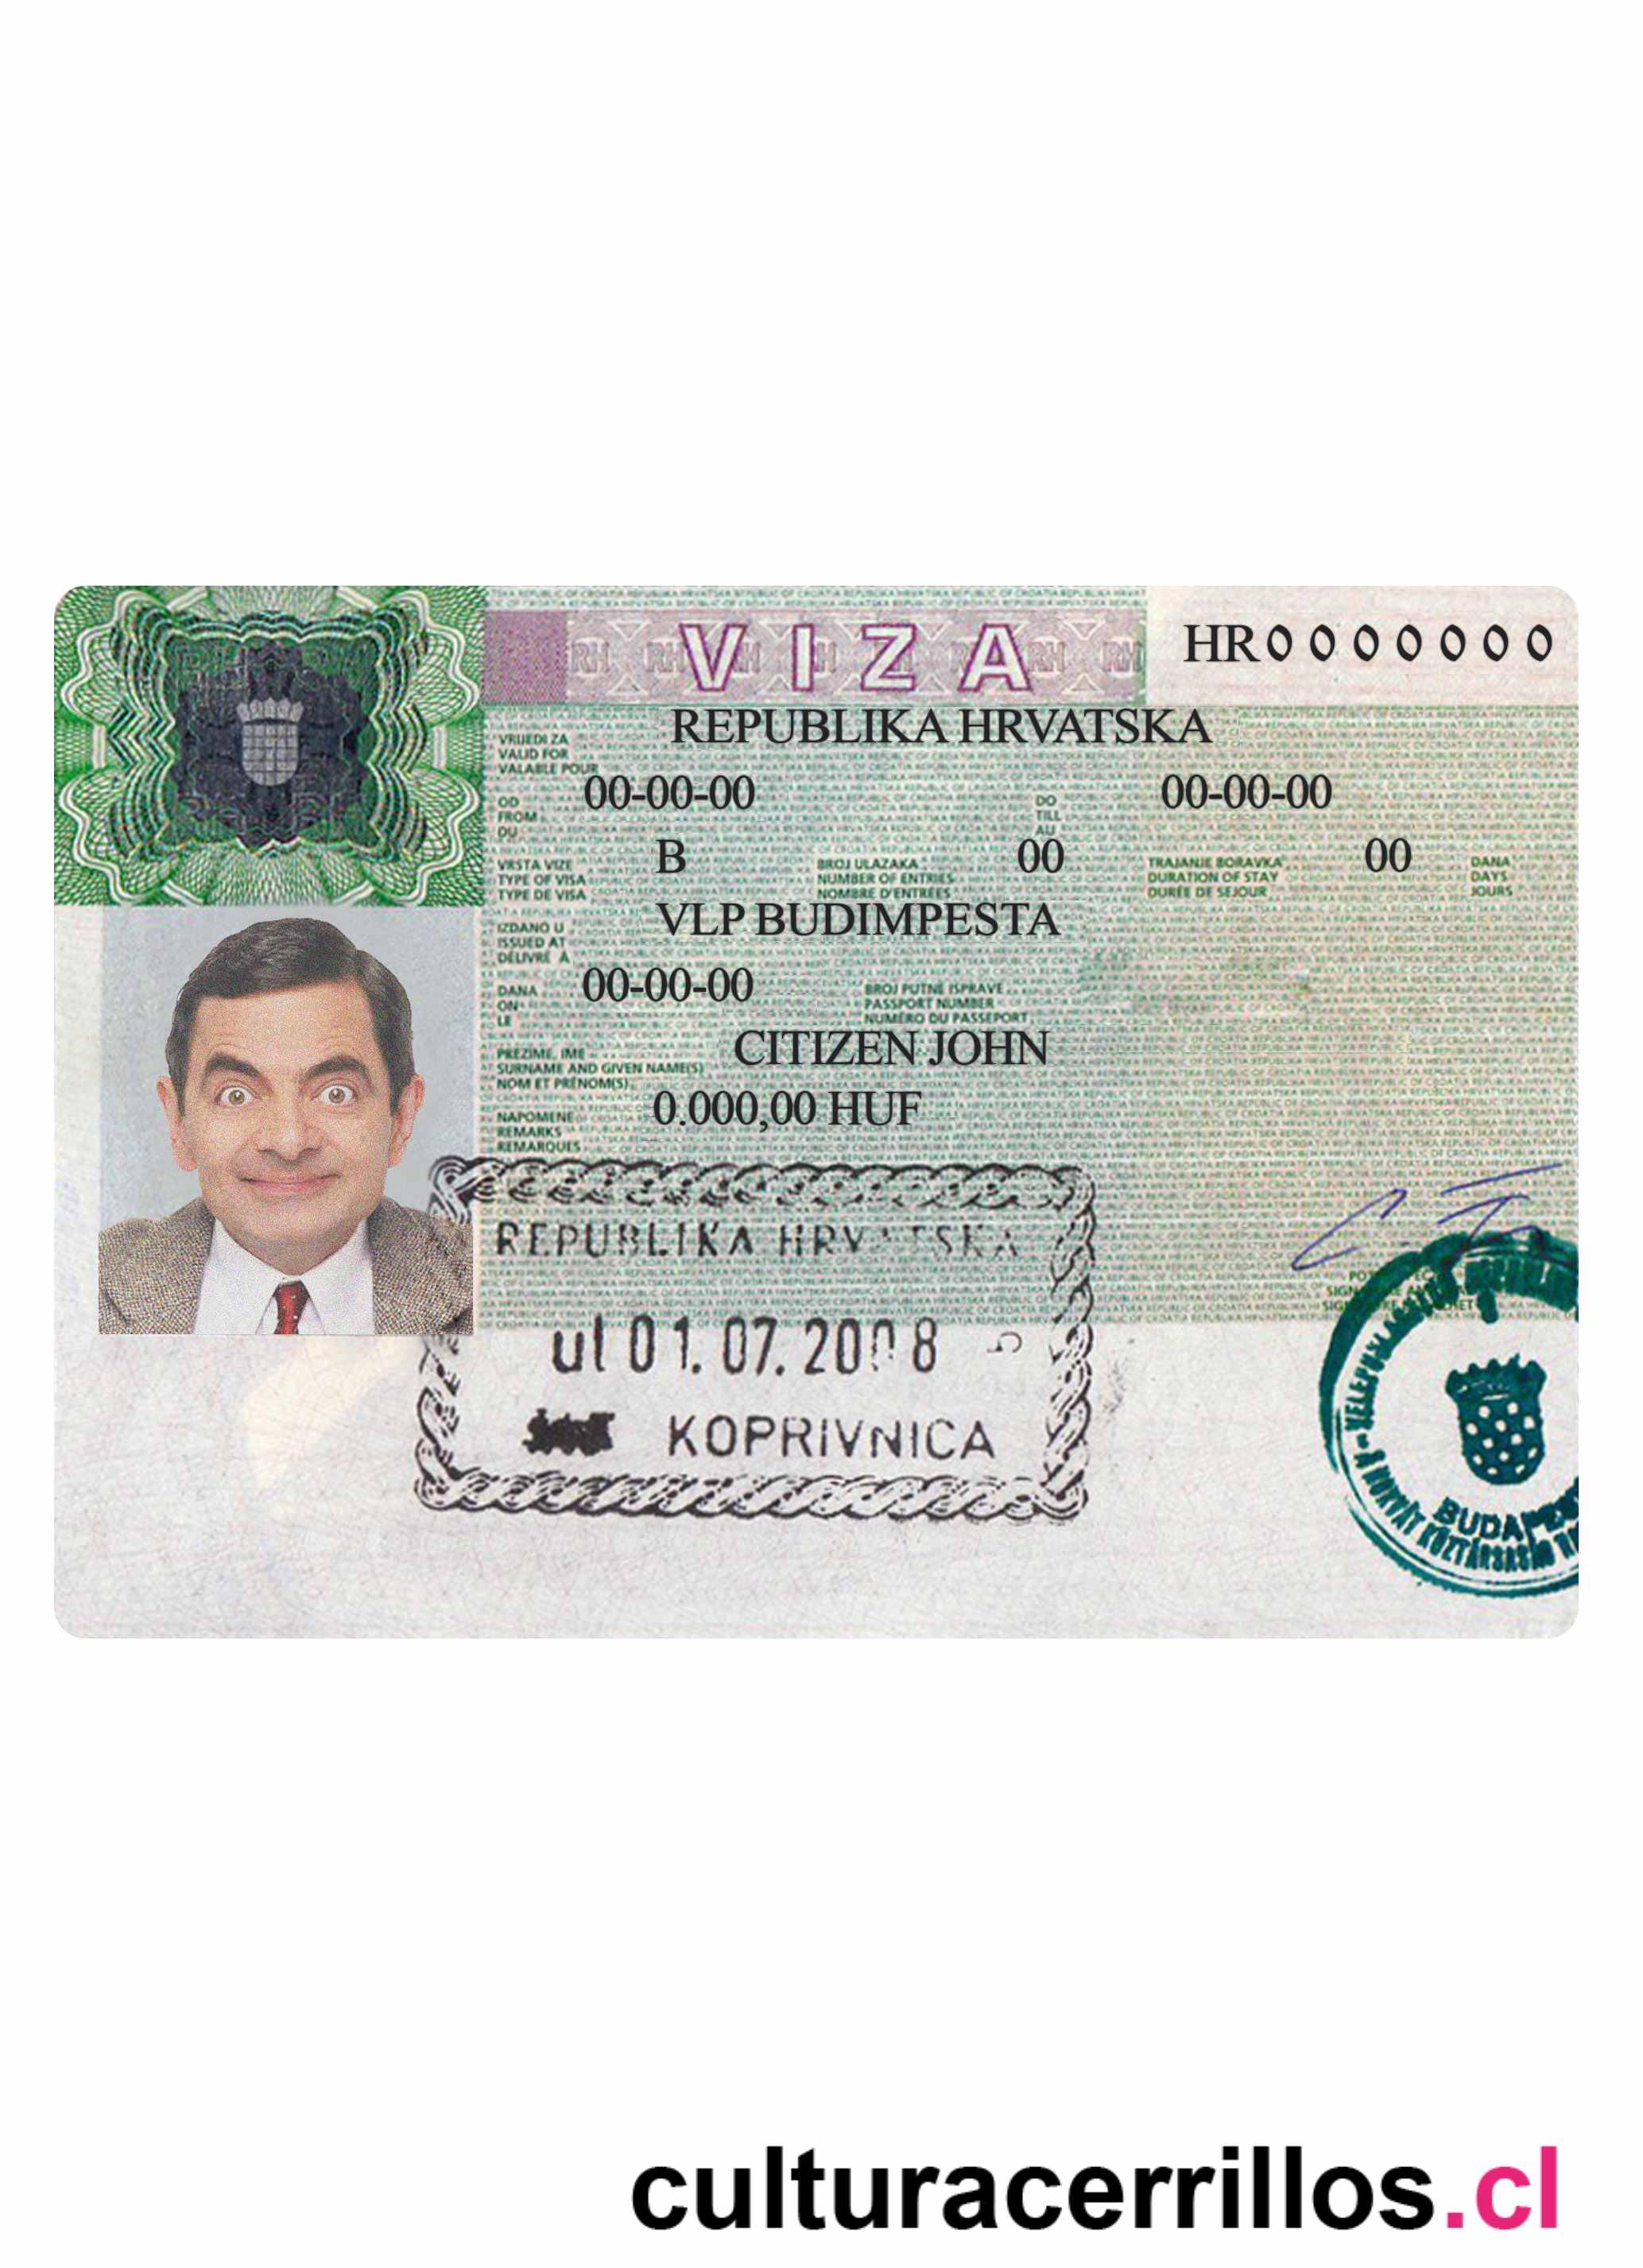 VIZA
HR0000000
VRIJEDI ZA
VALID FOR
VALABLE POUR
REPUBLIKA HRVATSKA
OD
FROM
DU
00-00-00
DO
TILL
AU
00-00-00
VRSTA VIZE
TYPE OF VISA
TYPE DE VISA
B
BROJ ULAZAKA
NUMBER OF ENTRIES
NOMBRE D'ENTRÉES
00
TRAJANJE BORAVKA
DURATION OF STAY
DURÉE DE SEJOUR
00
DANA
DAYS
JOURS
IZDANO U
ISSUED AT
DÉLIVRÉ À
VLP BUDIMPESTA
DANA
ON
LE
00-00-00
BROJ PUTNE ISPRAVE
PASSPORT NUMBER
NUMÉRO DU PASSEPORT
PREZIME, IME
SURNAME AND GIVEN NAME(S)
NOM ET PRÉNOM(S)
CITIZEN JOHN
NAPOMENE
REMARKS
REMARQUES
0.000,00 HUF
REPUBLIKA HRVATSKA
ul 01.07.2008
KOPRIVNICA
culturacerrillos.cl